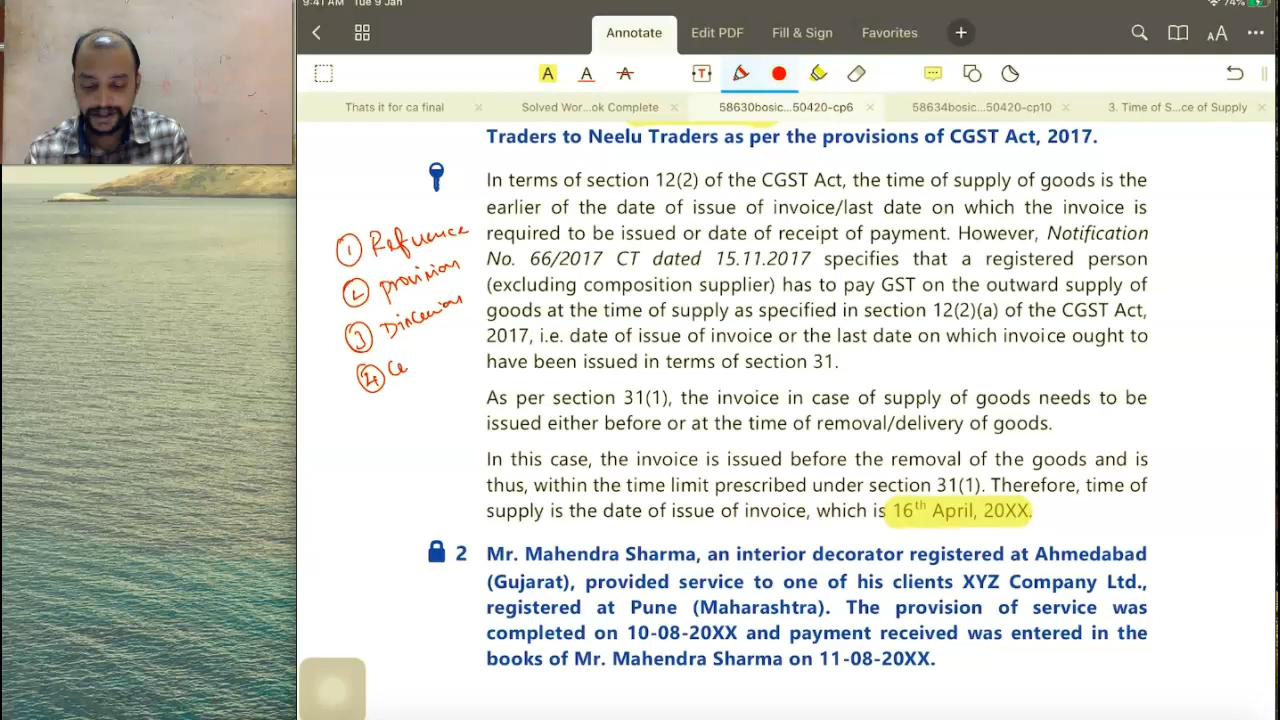 9:41 AM Tue 9 Jan
74%
Annotate Edit PDF Fill & Sign Favorites +
AA
A A A T
Thats it for ca final × Solved Wor...ok Complete × 58630bosic...50420-cp6 × 58634bosic...50420-cp10 × 3. Time of S...ce of Supply ×
Traders to Neelu Traders as per the provisions of CGST Act, 2017.
In terms of section 12(2) of the CGST Act, the time of supply of goods is the
earlier of the date of issue of invoice/last date on which the invoice is
required to be issued or date of receipt of payment. However, Notification
No. 66/2017 CT dated 15.11.2017 specifies that a registered person
(excluding composition supplier) has to pay GST on the outward supply of
goods at the time of supply as specified in section 12(2)(a) of the CGST Act,
2017, i.e. date of issue of invoice or the last date on which invoice ought to
have been issued in terms of section 31.
① Reference
② provision
③
④ Co
As per section 31(1), the invoice in case of supply of goods needs to be
issued either before or at the time of removal/delivery of goods.
In this case, the invoice is issued before the removal of the goods and is
thus, within the time limit prescribed under section 31(1). Therefore, time of
supply is the date of issue of invoice, which is 16th April, 20XX.
2 Mr. Mahendra Sharma, an interior decorator registered at Ahmedabad
(Gujarat), provided service to one of his clients XYZ Company Ltd.,
registered at Pune (Maharashtra). The provision of service was
completed on 10-08-20XX and payment received was entered in the
books of Mr. Mahendra Sharma on 11-08-20XX.